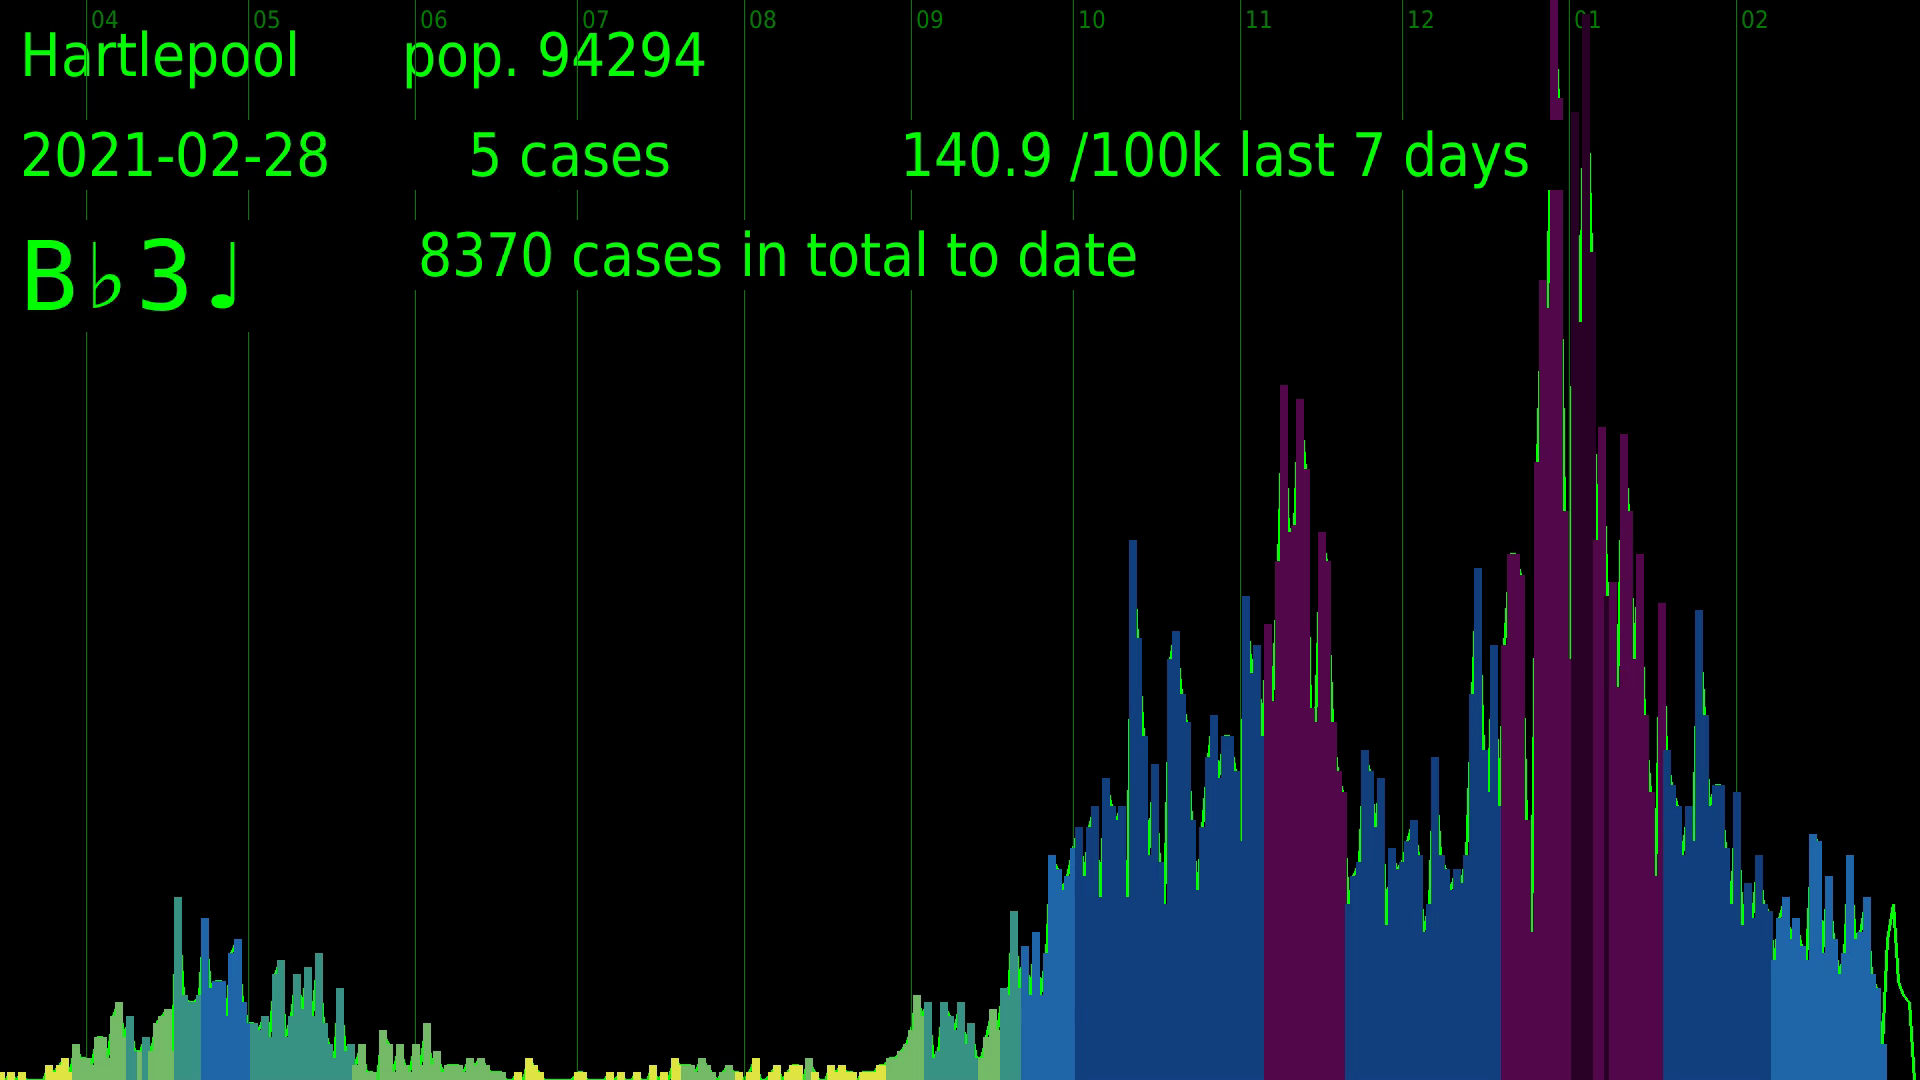 04 05 06 07 08 09 10 11 12 01 02
Hartlepool pop. 94294
2021-02-28 5 cases 140.9 /100k last 7 days
B♭3♩ 8370 cases in total to date